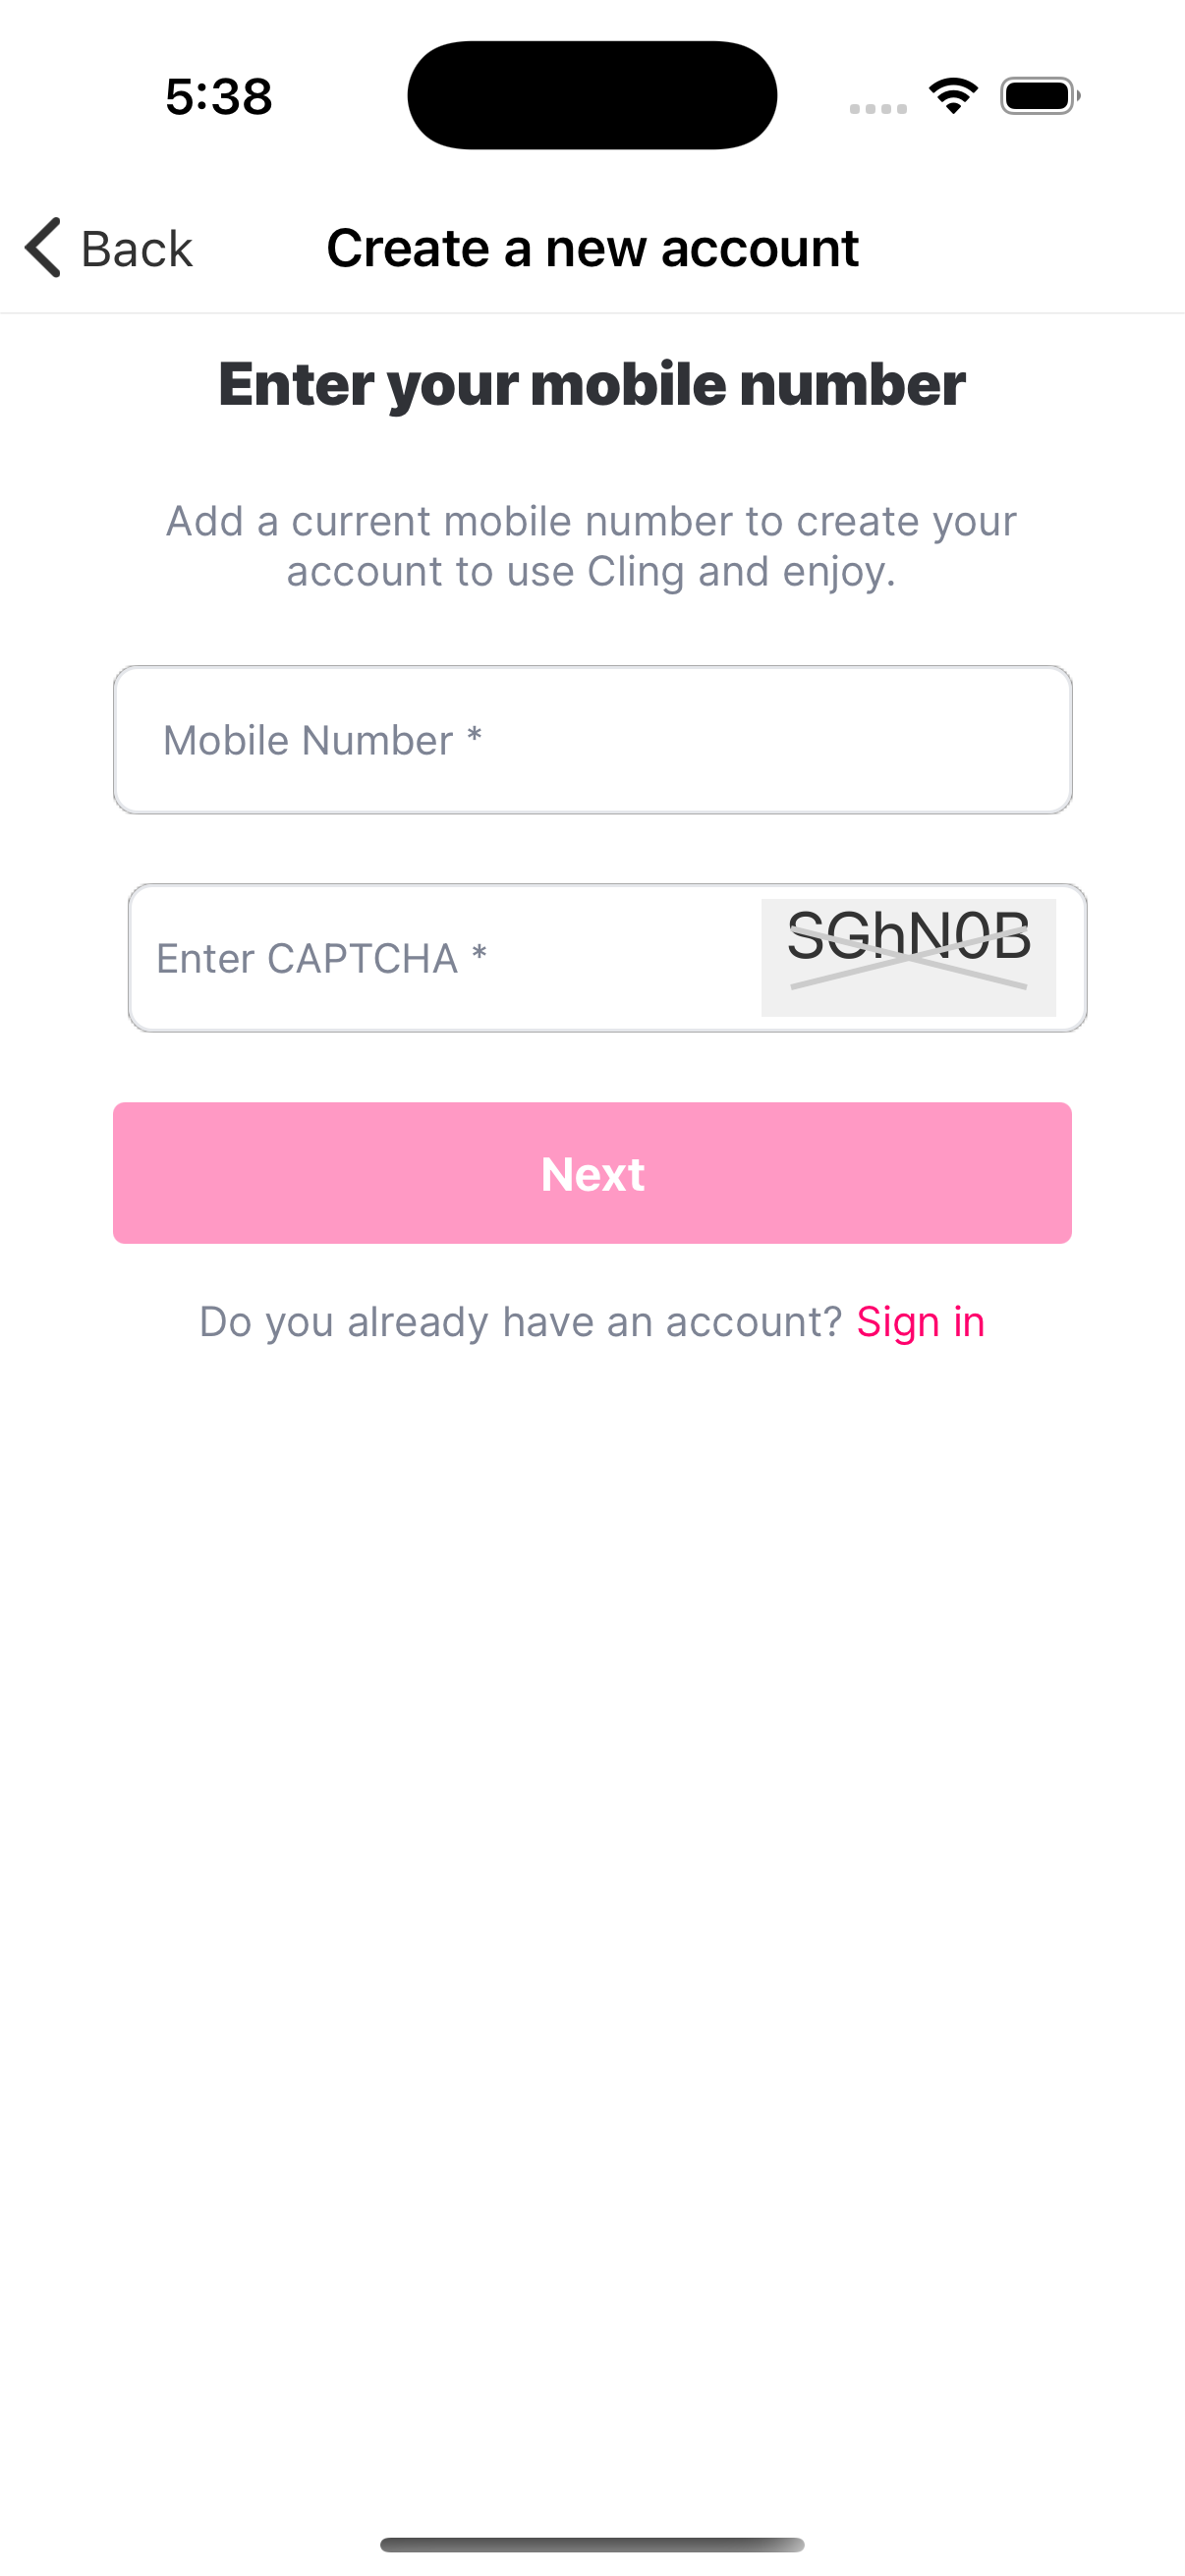 5:38
Back
Create a new account
Enter your mobile number
Add a current mobile number to create your
account to use Cling and enjoy.
Mobile Number *
Enter CAPTCHA *
SGhN0B
Next
Do you already have an account? Sign in